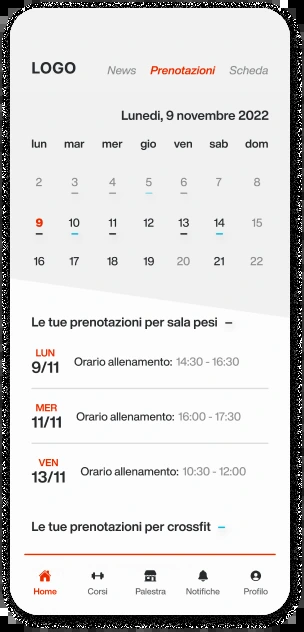 LOGO News Prenotazioni Scheda
Lunedi, 9 novembre 2022
lun mar mer gio ven sab dom
2 3 4 5 6 7 8
9 10 11 12 13 14 15
16 17 18 19 20 21 22
Le tue prenotazioni per sala pesi –
LUN
9/11 Orario allenamento: 14:30 - 16:30
MER
11/11 Orario allenamento: 16:00 - 17:30
VEN
13/11 Orario allenamento: 10:30 - 12:00
Le tue prenotazioni per crossfit –
Home Corsi Palestra Notifiche Profilo